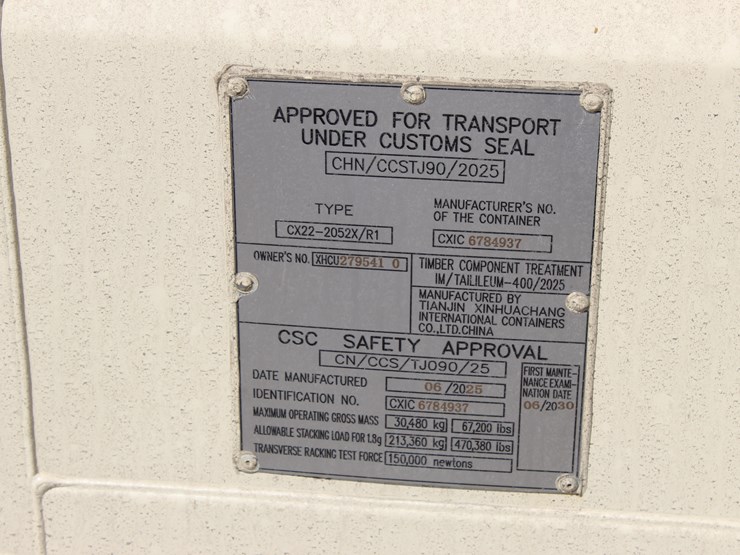 APPROVED FOR TRANSPORT
UNDER CUSTOMS SEAL
CHN/CCSTJ90/2025
TYPE
CX22-2052X/R1
MANUFACTURER'S NO.
OF THE CONTAINER
CXIC 6784937
OWNER'S NO. XHCU279541 0
TIMBER COMPONENT TREATMENT
IM/TAILILEUM-400/2025
MANUFACTURED BY
TIANJIN XINHUACHANG
INTERNATIONAL CONTAINERS
CO.,LTD.CHINA
CSC SAFETY APPROVAL
CN/CCS/TJ090/25
DATE MANUFACTURED 06/2025
IDENTIFICATION NO. CXIC 6784937
MAXIMUM OPERATING GROSS MASS 30,480 kg 67,200 lbs
ALLOWABLE STACKING LOAD FOR 1.8g 213,360 kg 470,380 lbs
TRANSVERSE RACKING TEST FORCE 150,000 newtons
FIRST MAINTE-
NANCE EXAMI-
NATION DATE
06/2030